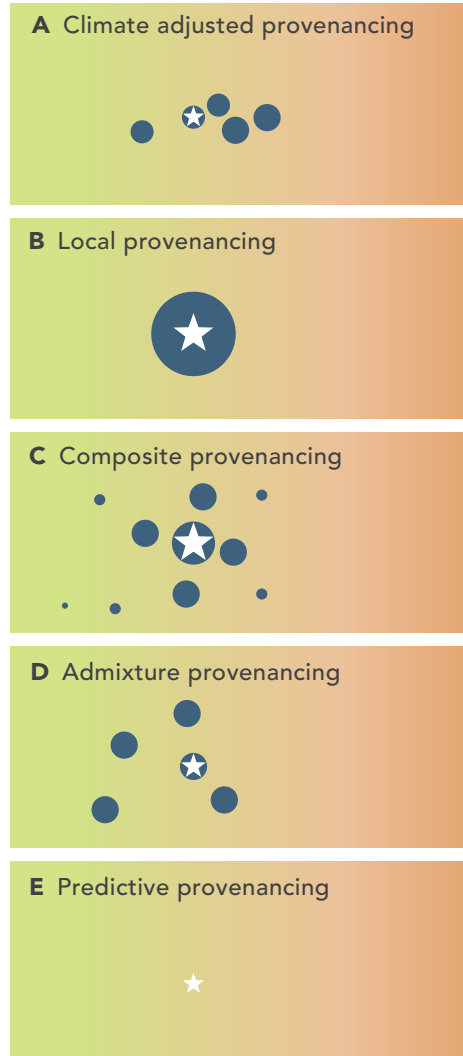 A Climate adjusted provenancing
B Local provenancing
C Composite provenancing
D Admixture provenancing
E Predictive provenancing